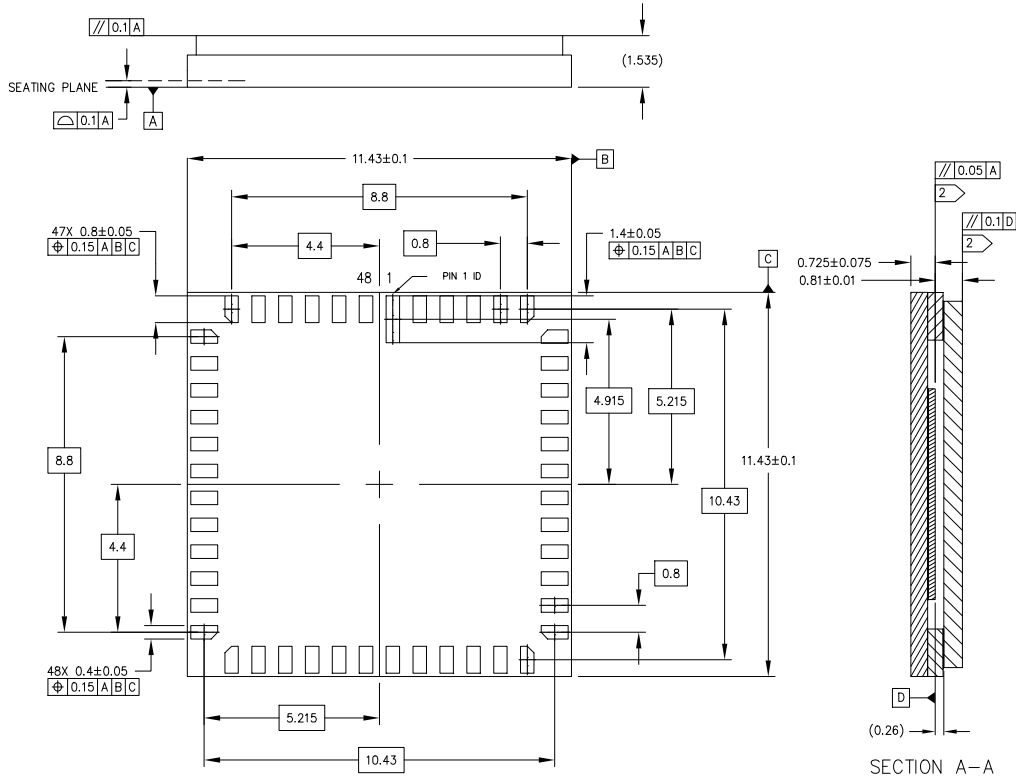 // 0.1 A
(1.535)
SEATING PLANE
⌓ 0.1 A
A
11.43±0.1
B
8.8
// 0.05 A
2
// 0.1 D
2
47X 0.8±0.05
⌖ 0.15 A B C
4.4
0.8
1.4±0.05
⌖ 0.15 A B C
C
0.725±0.075
0.81±0.01
48 1 PIN 1 ID
4.915
5.215
8.8
11.43±0.1
10.43
4.4
0.8
48X 0.4±0.05
⌖ 0.15 A B C
D
5.215
(0.26)
10.43
SECTION A-A